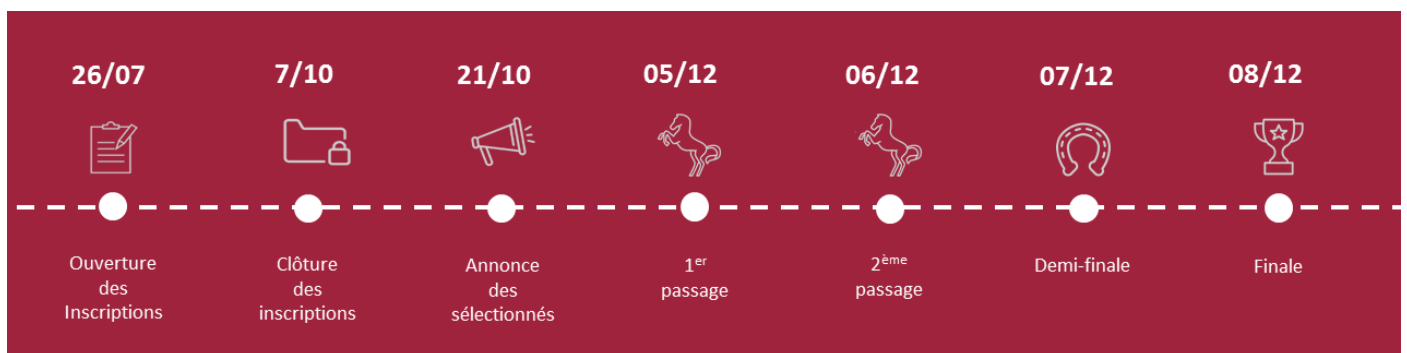 26/07
7/10
21/10
05/12
06/12
07/12
08/12
Ouverture
des
Inscriptions
Clôture
des
inscriptions
Annonce
des
sélectionnés
1er
passage
2ème
passage
Demi-finale
Finale